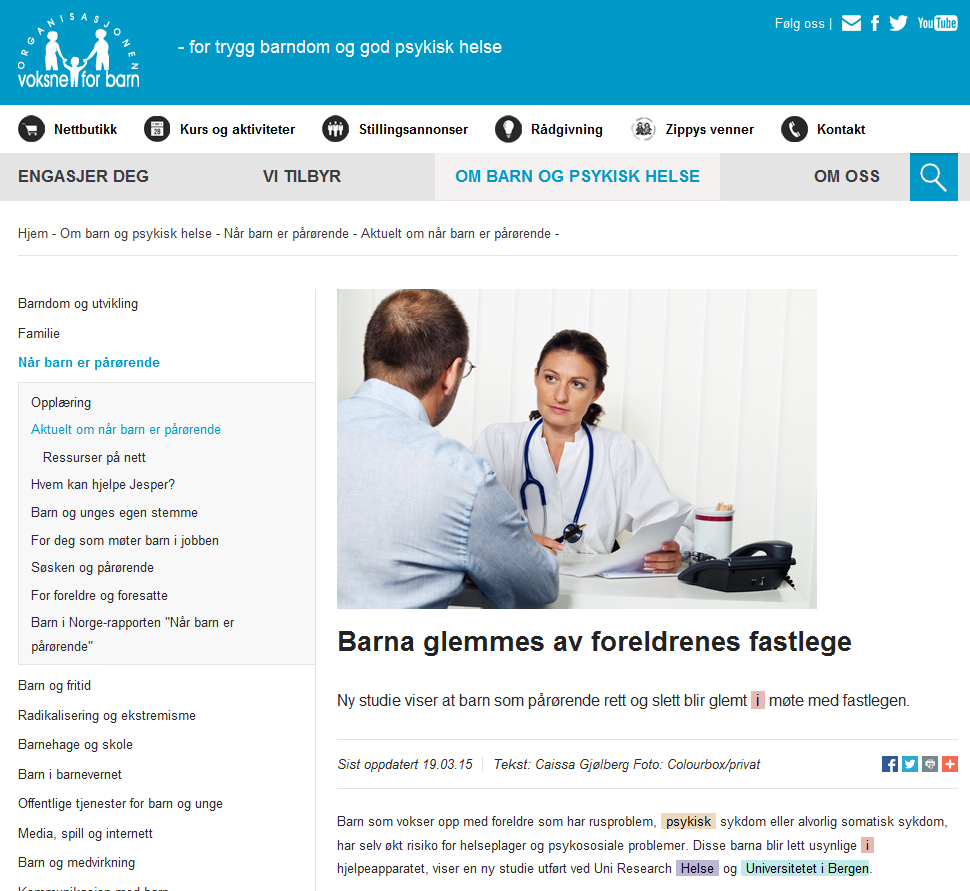 ORGANISASJONEN
voksne for barn
- for trygg barndom og god psykisk helse
Følg oss |
You Tube
Nettbutikk
28
Kurs og aktiviteter
Stillingsannonser
Rådgivning
Zippys venner
Kontakt
ENGASJER DEG
VI TILBYR
OM BARN OG PSYKISK HELSE
OM OSS
Hjem - Om barn og psykisk helse - Når barn er pårørende - Aktuelt om når barn er pårørende -
Barndom og utvikling
Familie
Når barn er pårørende
Opplæring
Aktuelt om når barn er pårørende
Ressurser på nett
Hvem kan hjelpe Jesper?
Barn og unges egen stemme
For deg som møter barn i jobben
Søsken og pårørende
For foreldre og foresatte
Barn i Norge-rapporten "Når barn er
pårørende"
Barn og fritid
Radikalisering og ekstremisme
Barnehage og skole
Barn i barnevernet
Offentlige tjenester for barn og unge
Media, spill og internett
Barn og medvirkning
Kommunikasjon med barn
Barna glemmes av foreldrenes fastlege
Ny studie viser at barn som pårørende rett og slett blir glemt i møte med fastlegen.
Sist oppdatert 19.03.15
Tekst: Caissa Gjølberg Foto: Colourbox/privat
Barn som vokser opp med foreldre som har rusproblem, psykisk sykdom eller alvorlig somatisk sykdom,
har selv økt risiko for helseplager og psykososiale problemer. Disse barna blir lett usynlige i
hjelpeapparatet, viser en ny studie utført ved Uni Research Helse og Universitetet i Bergen.